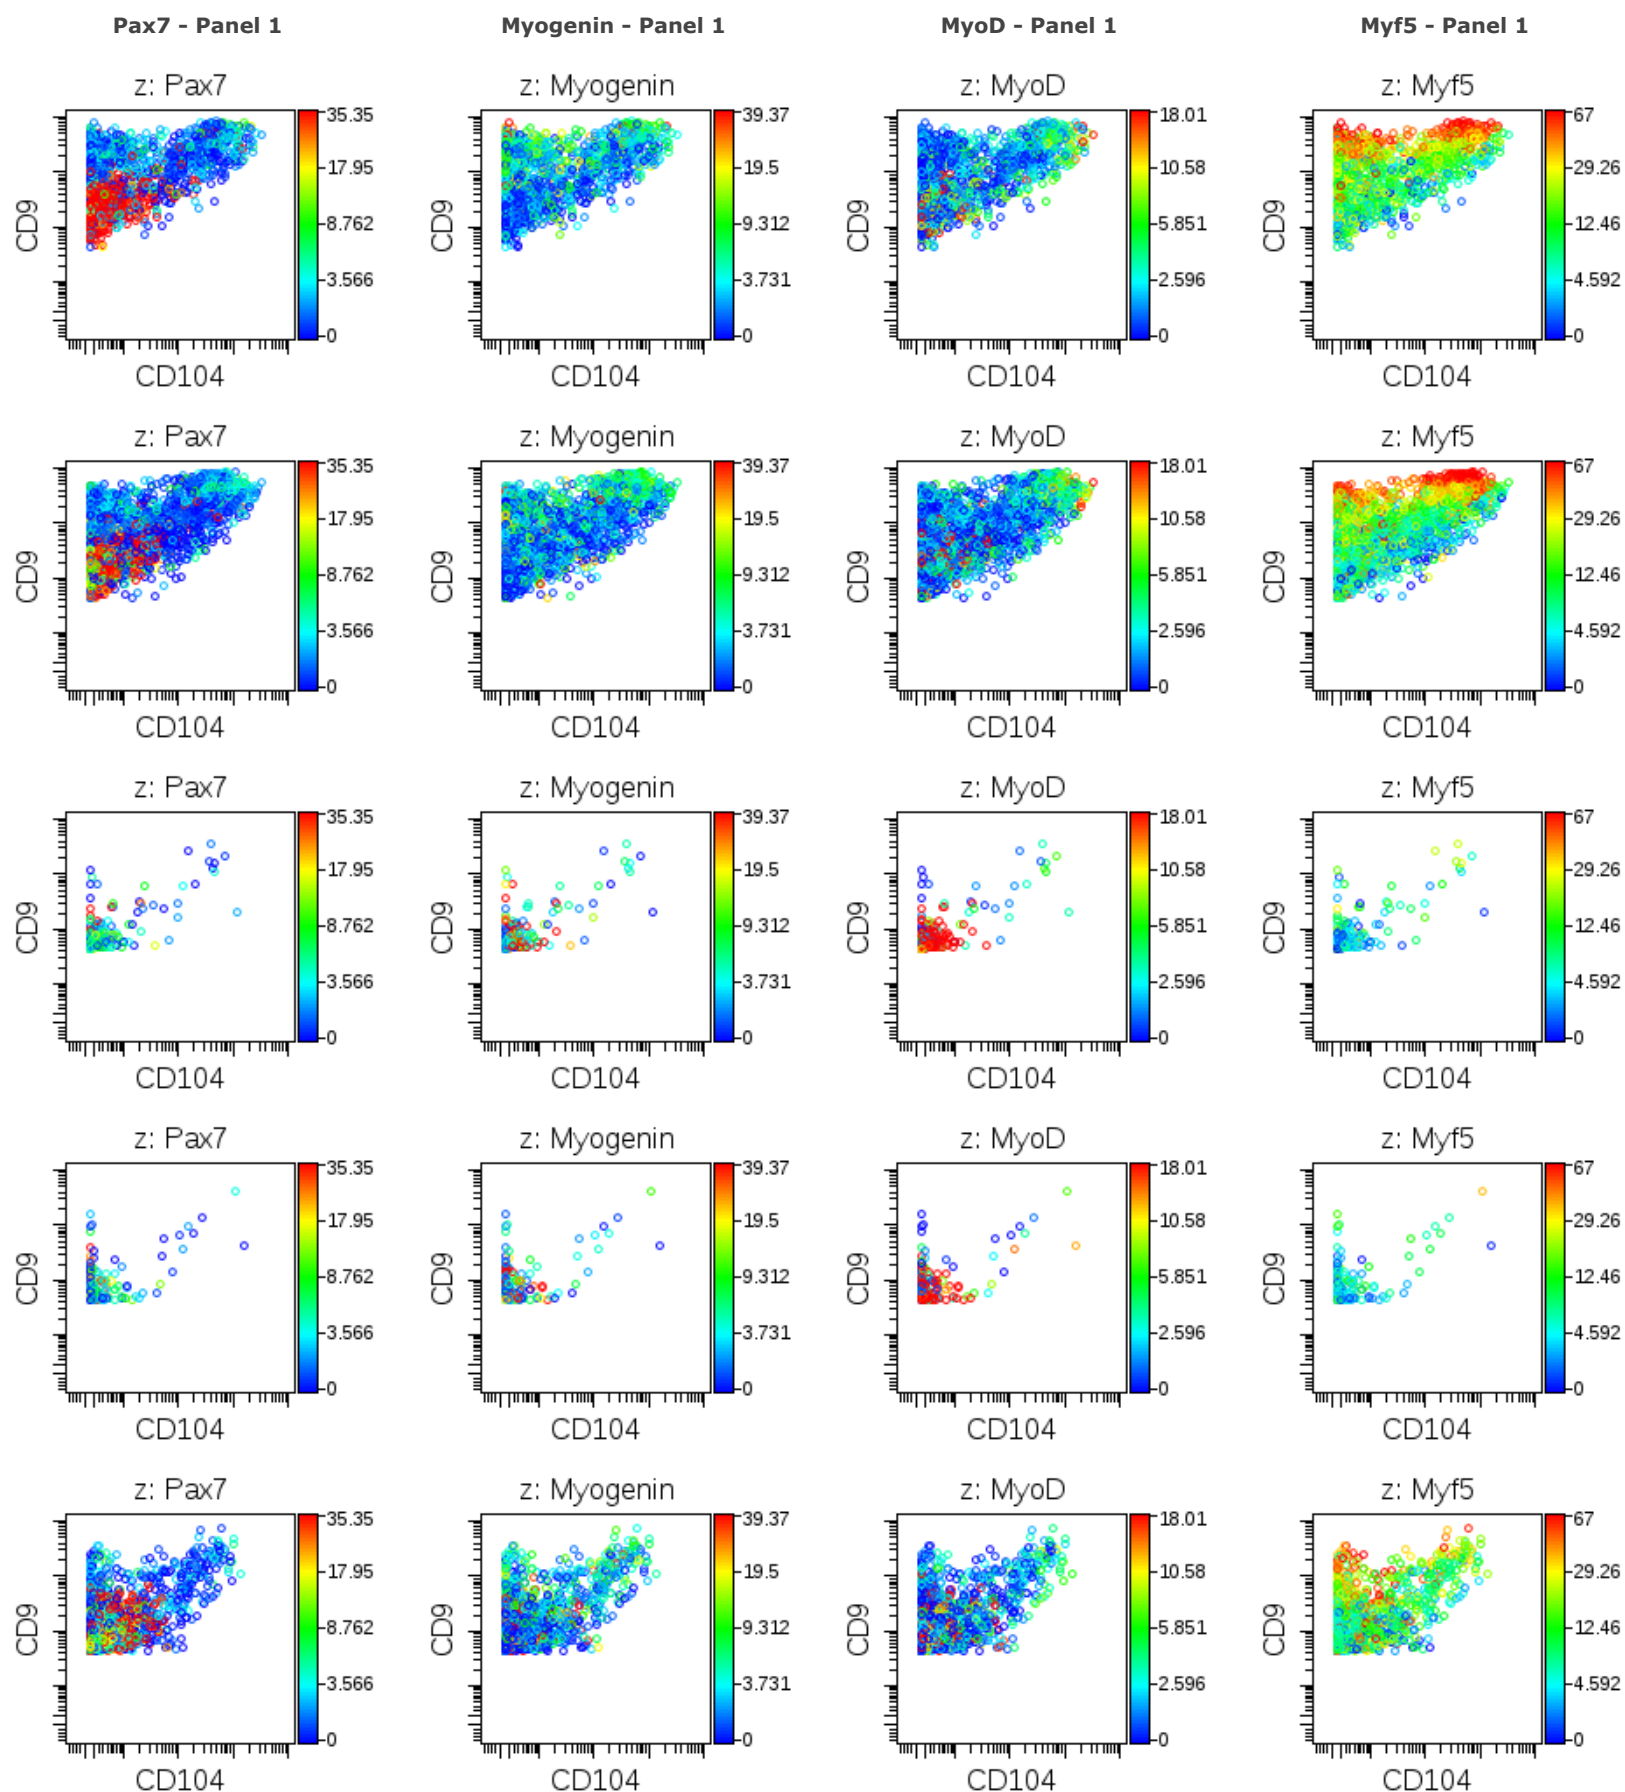 Pax7 - Panel 1 Myogenin - Panel 1 MyoD - Panel 1 Myf5 - Panel 1
z: Pax7 z: Myogenin z: MyoD z: Myf5
35.35 39.37 18.01 67
17.95 19.5 10.58 29.26
8.762 9.312 5.851 12.46
CD9 CD9 CD9 CD9
3.566 3.731 2.596 4.592
0 0 0 0
CD104 CD104 CD104 CD104
z: Pax7 z: Myogenin z: MyoD z: Myf5
35.35 39.37 18.01 67
17.95 19.5 10.58 29.26
8.762 9.312 5.851 12.46
CD9 CD9 CD9 CD9
3.566 3.731 2.596 4.592
0 0 0 0
CD104 CD104 CD104 CD104
z: Pax7 z: Myogenin z: MyoD z: Myf5
35.35 39.37 18.01 67
17.95 19.5 10.58 29.26
8.762 9.312 5.851 12.46
CD9 CD9 CD9 CD9
3.566 3.731 2.596 4.592
0 0 0 0
CD104 CD104 CD104 CD104
z: Pax7 z: Myogenin z: MyoD z: Myf5
35.35 39.37 18.01 67
17.95 19.5 10.58 29.26
8.762 9.312 5.851 12.46
CD9 CD9 CD9 CD9
3.566 3.731 2.596 4.592
0 0 0 0
CD104 CD104 CD104 CD104
z: Pax7 z: Myogenin z: MyoD z: Myf5
35.35 39.37 18.01 67
17.95 19.5 10.58 29.26
8.762 9.312 5.851 12.46
CD9 CD9 CD9 CD9
3.566 3.731 2.596 4.592
0 0 0 0
CD104 CD104 CD104 CD104